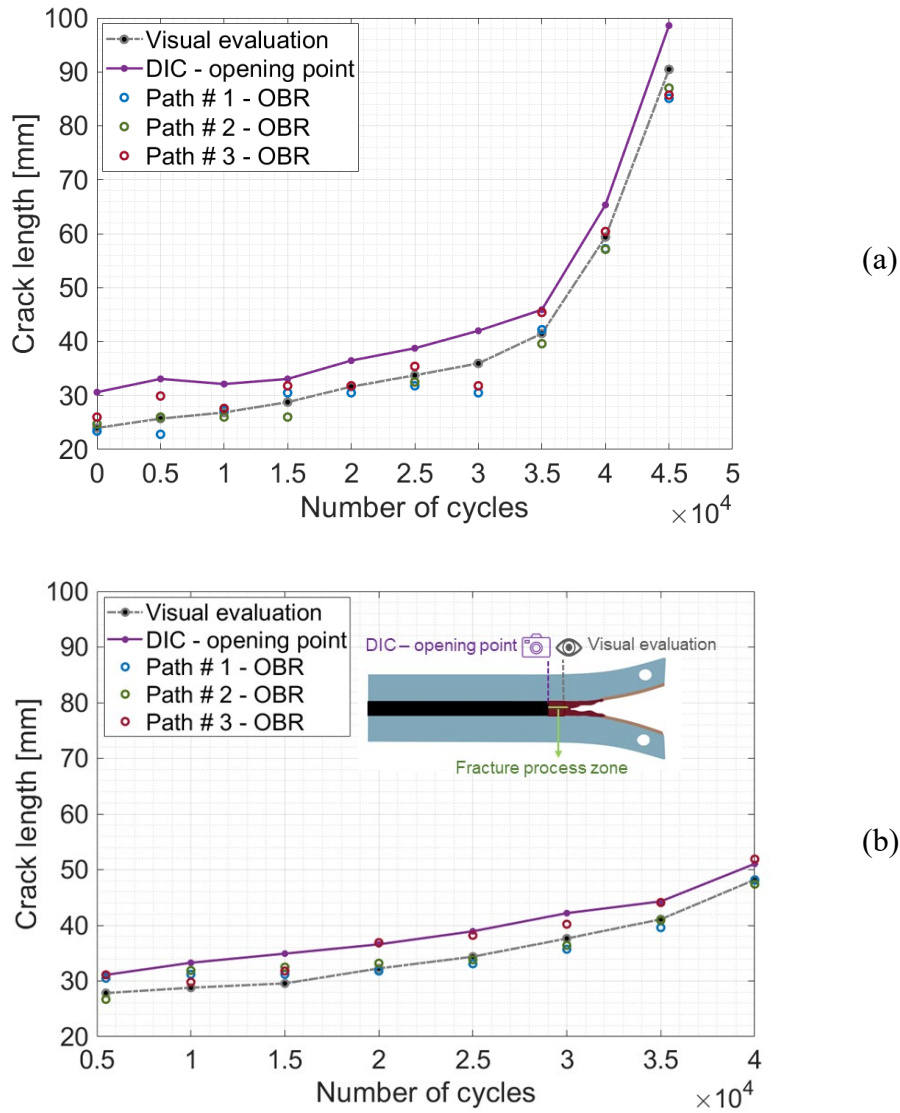 100
90
80
70
60
50
40
30
20
Crack length [mm]
Visual evaluation
DIC - opening point
Path # 1 - OBR
Path # 2 - OBR
Path # 3 - OBR
0 0.5 1 1.5 2 2.5 3 3.5 4 4.5 5
Number of cycles
×10⁴
(a)
100
90
80
70
60
50
40
30
20
Crack length [mm]
Visual evaluation
DIC - opening point
Path # 1 - OBR
Path # 2 - OBR
Path # 3 - OBR
DIC – opening point
Visual evaluation
Fracture process zone
0.5 1 1.5 2 2.5 3 3.5 4
Number of cycles
×10⁴
(b)